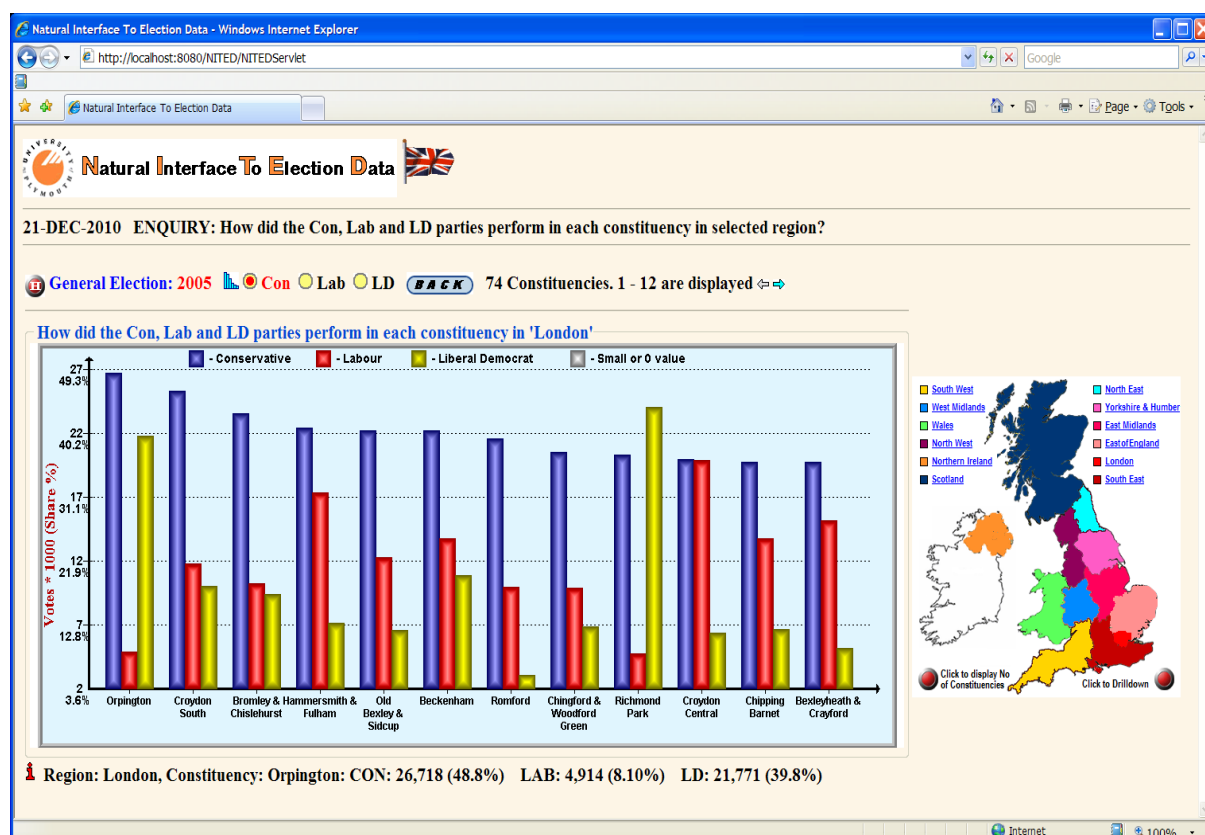 Natural Interface To Election Data - Windows Internet Explorer
http://localhost:8080/NITED/NITEDServlet
Google
Natural Interface To Election Data
Page
Tools
UNIVERSITY OF PLYMOUTH
Natural Interface To Election Data
21-DEC-2010 ENQUIRY: How did the Con, Lab and LD parties perform in each constituency in selected region?
H General Election: 2005 Con Lab LD BACK 74 Constituencies. 1 - 12 are displayed
How did the Con, Lab and LD parties perform in each constituency in 'London'
- Conservative - Labour - Liberal Democrat - Small or 0 value
Votes * 1000 (Share %)
27
49.3%
22
40.2%
17
31.1%
12
21.9%
7
12.8%
2
3.6%
Orpington
Croydon
South
Bromley &
Chislehurst
Hammersmith &
Fulham
Old
Bexley &
Sidcup
Beckenham
Romford
Chingford &
Woodford
Green
Richmond
Park
Croydon
Central
Chipping
Barnet
Bexleyheath &
Crayford
South West
West Midlands
Wales
North West
Northern Ireland
Scotland
North East
Yorkshire & Humber
East Midlands
EastofEngland
London
South East
Click to display No
of Constituencies
Click to Drilldown
i Region: London, Constituency: Orpington: CON: 26,718 (48.8%) LAB: 4,914 (8.10%) LD: 21,771 (39.8%)
Internet
100%